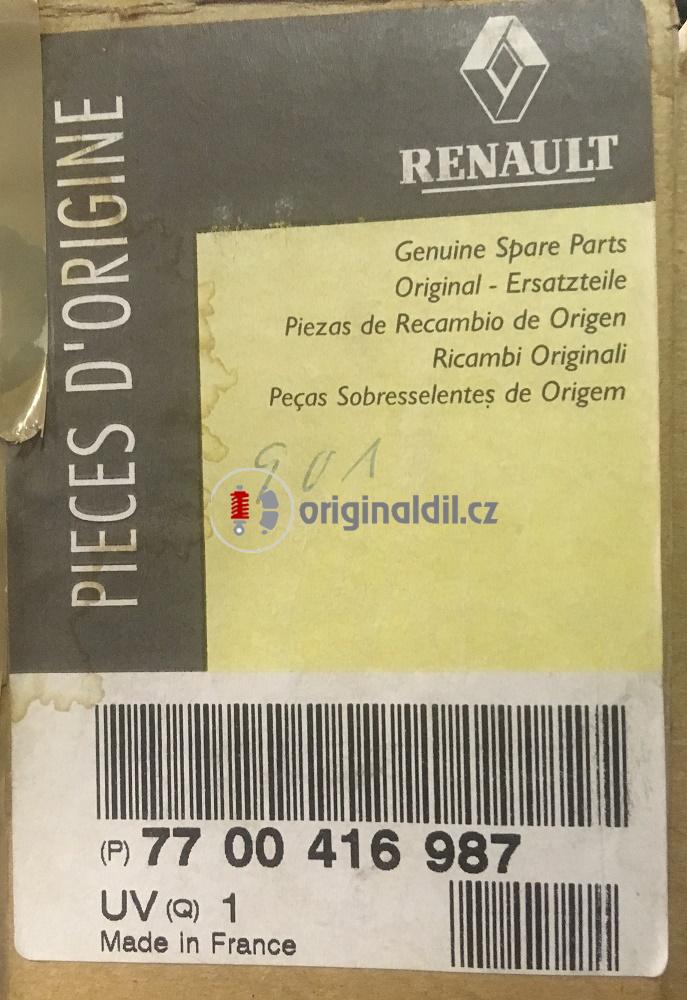 PIECES D'ORIGINE
RENAULT
Genuine Spare Parts
Original - Ersatzteile
Piezas de Recambio de Origen
Ricambi Originali
Peças Sobresselentes de Origem
901
originaldil.cz
(P) 77 00 416 987
UV (Q) 1
Made in France